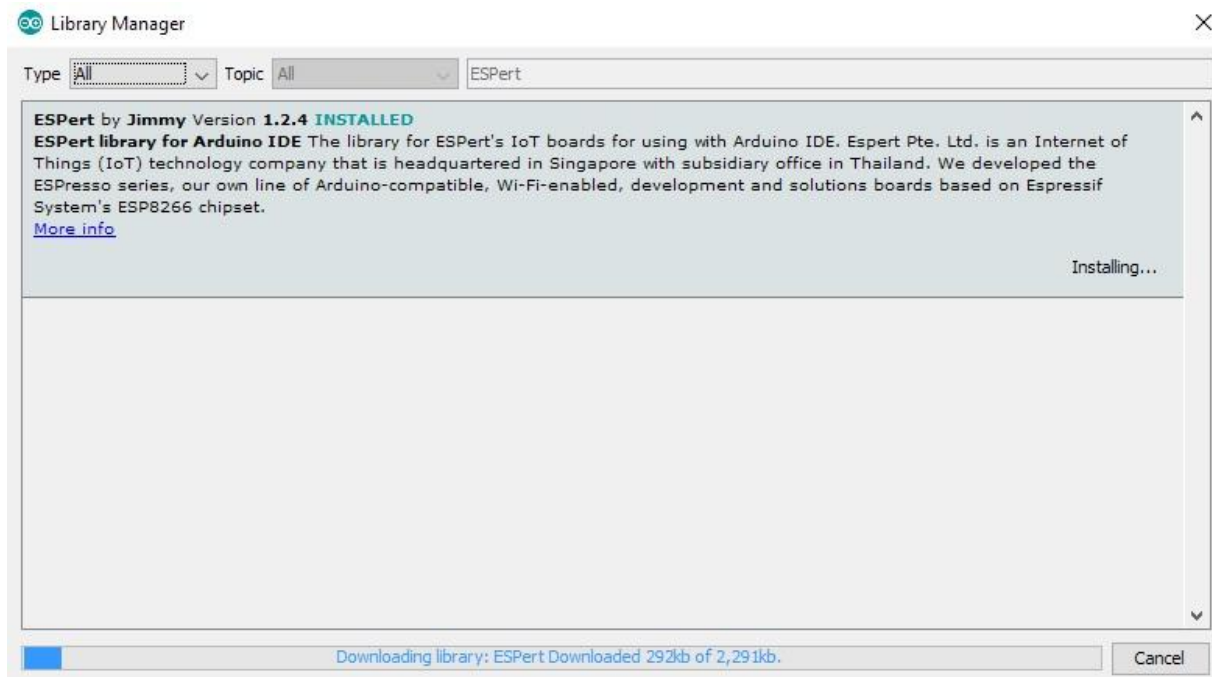 Library Manager
Type All Topic All ESPert
ESPert by Jimmy Version 1.2.4 INSTALLED
ESPert library for Arduino IDE The library for ESPert's IoT boards for using with Arduino IDE. Espert Pte. Ltd. is an Internet of
Things (IoT) technology company that is headquartered in Singapore with subsidiary office in Thailand. We developed the
ESPresso series, our own line of Arduino-compatible, Wi-Fi-enabled, development and solutions boards based on Espressif
System's ESP8266 chipset.
More info
Installing...
Downloading library: ESPert Downloaded 292kb of 2,291kb.
Cancel